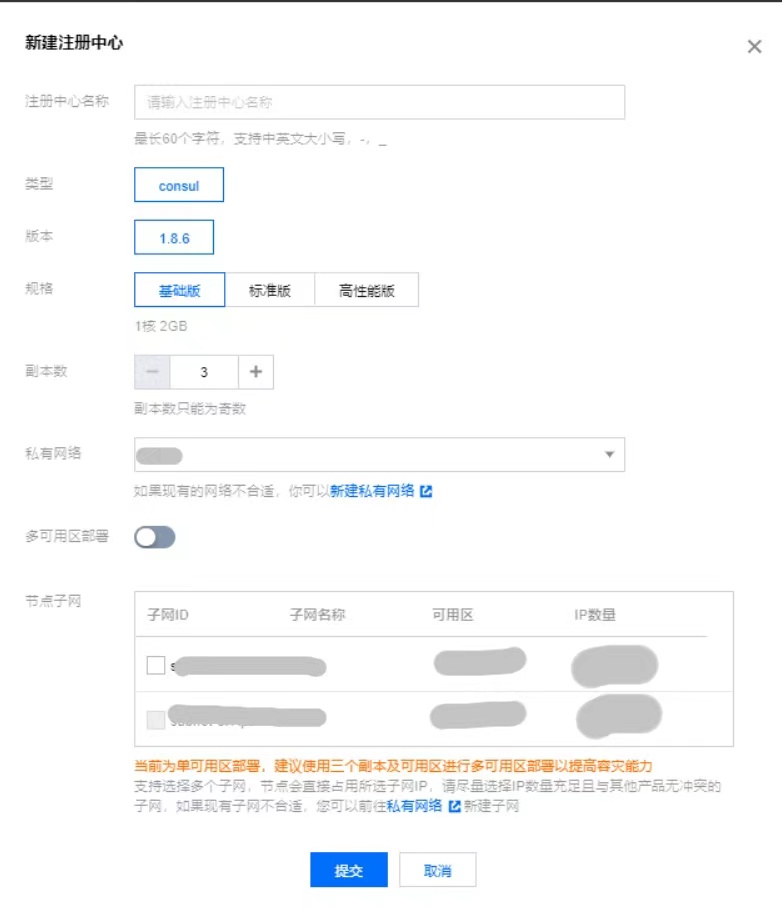 新建注册中心
注册中心名称
请输入注册中心名称
最长60个字符，支持中英文大小写，-，_
类型
consul
版本
1.8.6
规格
基础版 标准版 高性能版
1核 2GB
副本数
3
副本数只能为奇数
私有网络
如果现有的网络不合适，你可以新建私有网络
多可用区部署
节点子网
子网ID 子网名称 可用区 IP数量
当前为单可用区部署，建议使用三个副本及可用区进行多可用区部署以提高容灾能力
支持选择多个子网，节点会直接占用所选子网IP，请尽量选择IP数量充足且与其他产品无冲突的
子网，如果现有子网不合适，您可以前往私有网络 新建子网
提交 取消